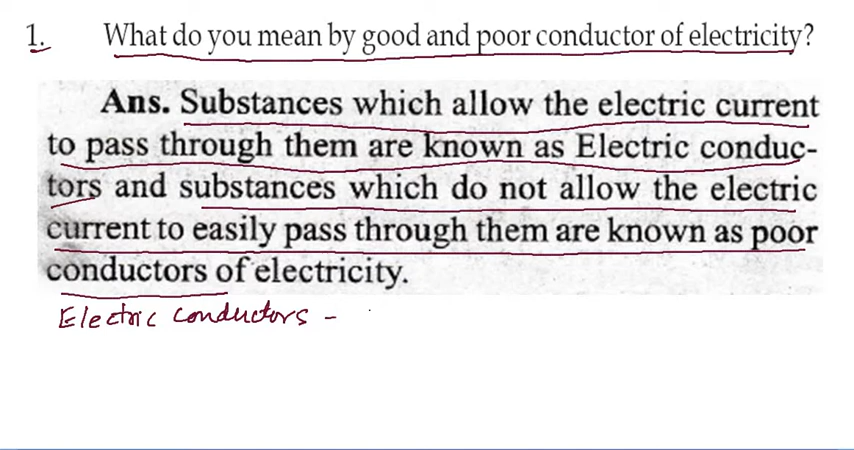 1. What do you mean by good and poor conductor of electricity?
Ans. Substances which allow the electric current
to pass through them are known as Electric conduc-
tors and substances which do not allow the electric
current to easily pass through them are known as poor
conductors of electricity.
Electric conductors -